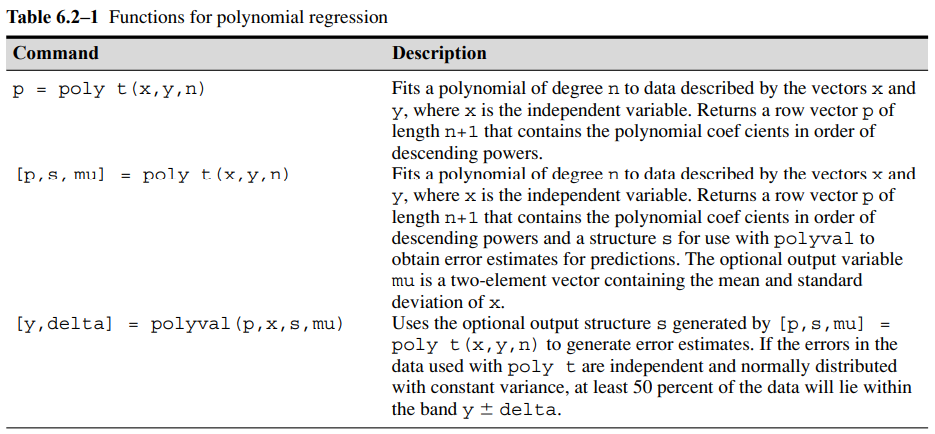 Table 6.2–1 Functions for polynomial regression
Command Description
p = poly t(x,y,n) Fits a polynomial of degree n to data described by the vectors x and
y, where x is the independent variable. Returns a row vector p of
length n+1 that contains the polynomial coef cients in order of
descending powers.
[p,s, mu] = poly t(x,y,n) Fits a polynomial of degree n to data described by the vectors x and
y, where x is the independent variable. Returns a row vector p of
length n+1 that contains the polynomial coef cients in order of
descending powers and a structure s for use with polyval to
obtain error estimates for predictions. The optional output variable
mu is a two-element vector containing the mean and standard
deviation of x.
[y,delta] = polyval(p,x,s,mu) Uses the optional output structure s generated by [p,s,mu] =
poly t(x,y,n) to generate error estimates. If the errors in the
data used with poly t are independent and normally distributed
with constant variance, at least 50 percent of the data will lie within
the band y ± delta.